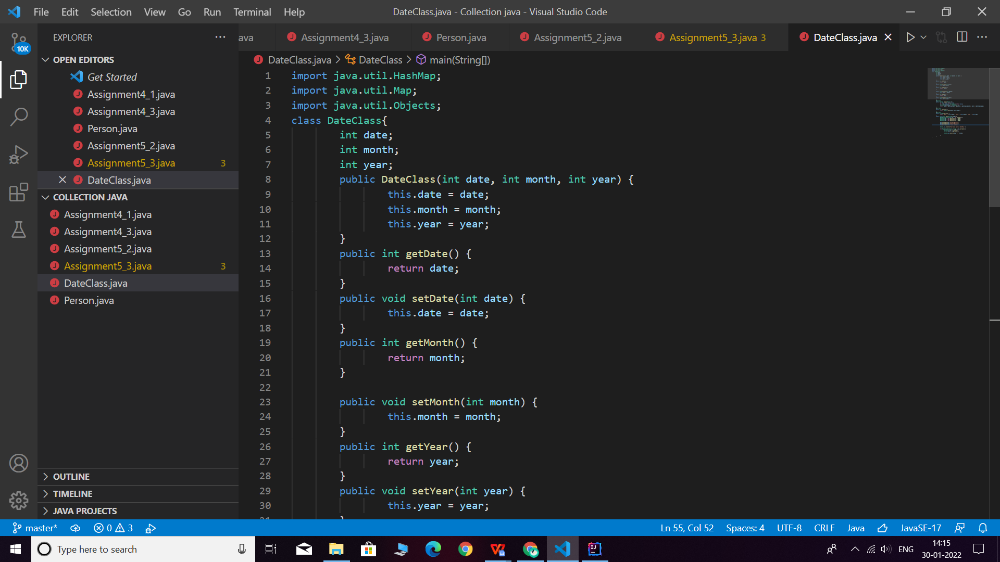 File Edit Selection View Go Run Terminal Help
DateClass.java - Collection java - Visual Studio Code
10K
EXPLORER
OPEN EDITORS
Get Started
Assignment4_1.java
Assignment4_3.java
Person.java
Assignment5_2.java
Assignment5_3.java 3
DateClass.java
COLLECTION JAVA
Assignment4_1.java
Assignment4_3.java
Assignment5_2.java
Assignment5_3.java 3
DateClass.java
Person.java
OUTLINE
TIMELINE
JAVA PROJECTS
ava Assignment4_3.java Person.java Assignment5_2.java Assignment5_3.java 3 DateClass.java
DateClass.java > DateClass > main(String[])
1 import java.util.HashMap;
2 import java.util.Map;
3 import java.util.Objects;
4 class DateClass{
5 int date;
6 int month;
7 int year;
8 public DateClass(int date, int month, int year) {
9 this.date = date;
10 this.month = month;
11 this.year = year;
12 }
13 public int getDate() {
14 return date;
15 }
16 public void setDate(int date) {
17 this.date = date;
18 }
19 public int getMonth() {
20 return month;
21 }
22
23 public void setMonth(int month) {
24 this.month = month;
25 }
26 public int getYear() {
27 return year;
28 }
29 public void setYear(int year) {
30 this.year = year;
31 }
master* 0 3 Ln 55, Col 52 Spaces: 4 UTF-8 CRLF Java JavaSE-17
Type here to search
ENG
14:15
30-01-2022